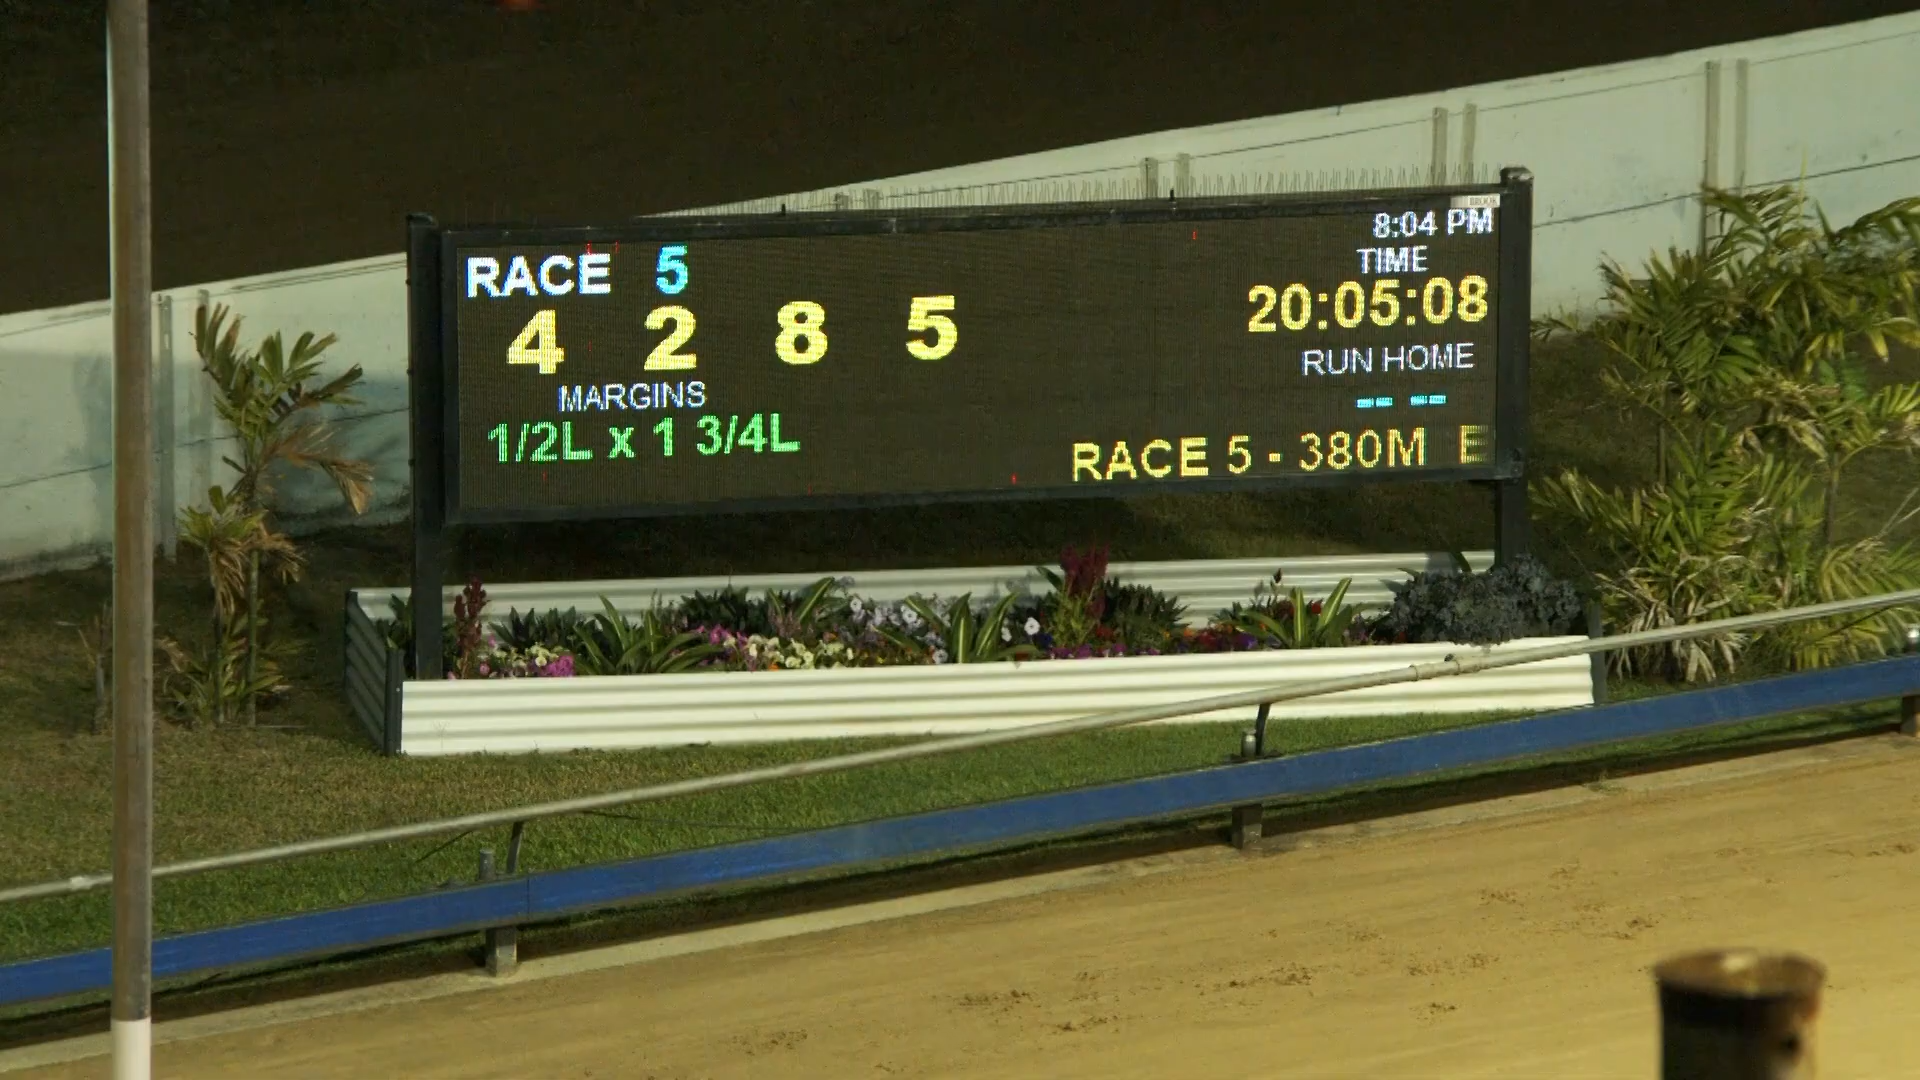 8:04 PM
RACE 5
TIME
4 2 8 5
20:05:08
MARGINS
RUN HOME
1/2L x 1 3/4L
-- --
RACE 5 - 380M E